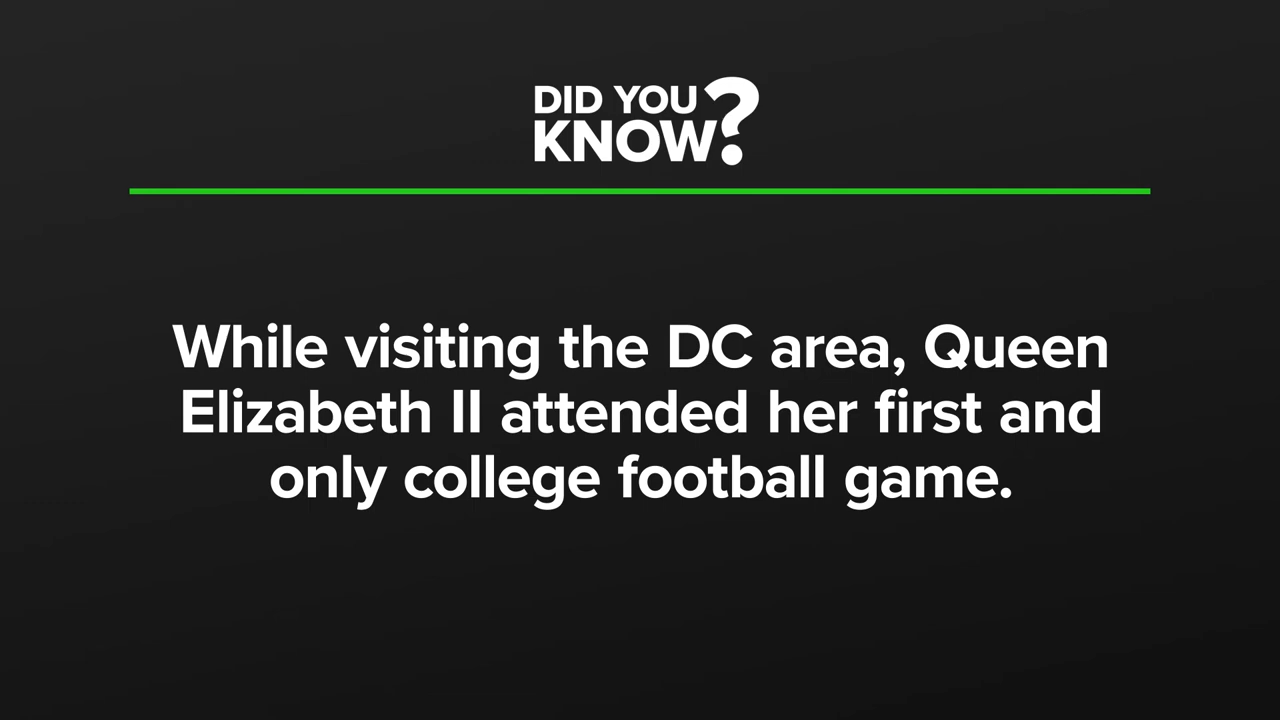 DID YOU
KNOW?
While visiting the DC area, Queen
Elizabeth II attended her first and
only college football game.